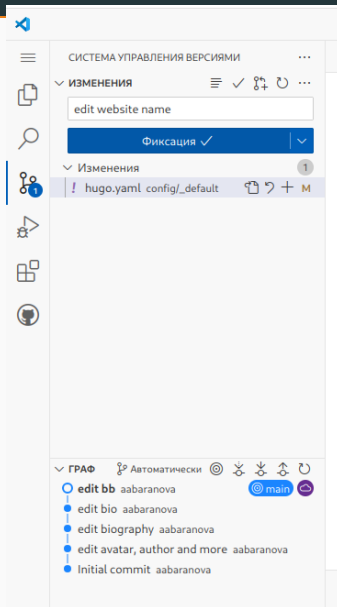 СИСТЕМА УПРАВЛЕНИЯ ВЕРСИЯМИ
ИЗМЕНЕНИЯ
edit website name
Фиксация
Изменения 1
! hugo.yaml config/_default M
1
ГРАФ Автоматически
edit bb aabaranova main
edit bio aabaranova
edit biography aabaranova
edit avatar, author and more aabaranova
Initial commit aabaranova